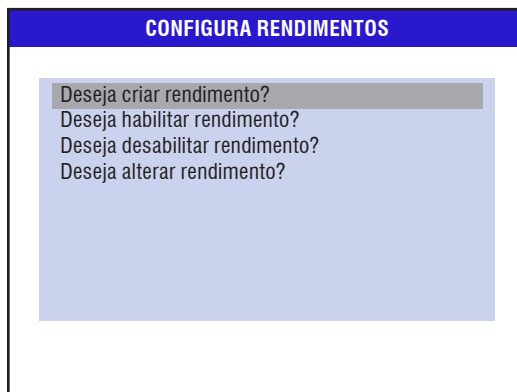 CONFIGURA RENDIMENTOS
Deseja criar rendimento?
Deseja habilitar rendimento?
Deseja desabilitar rendimento?
Deseja alterar rendimento?